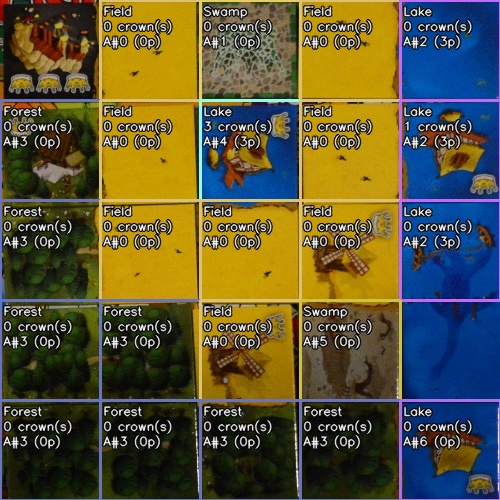 Field
0 crown(s)
A#0 (0p)
Swamp
0 crown(s)
A#1 (0p)
Field
0 crown(s)
A#0 (0p)
Lake
0 crown(s)
A#2 (3p)
Forest
0 crown(s)
A#3 (0p)
Field
0 crown(s)
A#0 (0p)
Lake
3 crown(s)
A#4 (3p)
Field
0 crown(s)
A#0 (0p)
Lake
1 crown(s)
A#2 (3p)
Forest
0 crown(s)
A#3 (0p)
Field
0 crown(s)
A#0 (0p)
Field
0 crown(s)
A#0 (0p)
Field
0 crown(s)
A#0 (0p)
Lake
0 crown(s)
A#2 (3p)
Forest
0 crown(s)
A#3 (0p)
Forest
0 crown(s)
A#3 (0p)
Field
0 crown(s)
A#0 (0p)
Swamp
0 crown(s)
A#5 (0p)
Forest
0 crown(s)
A#3 (0p)
Forest
0 crown(s)
A#3 (0p)
Forest
0 crown(s)
A#3 (0p)
Forest
0 crown(s)
A#3 (0p)
Lake
0 crown(s)
A#6 (0p)